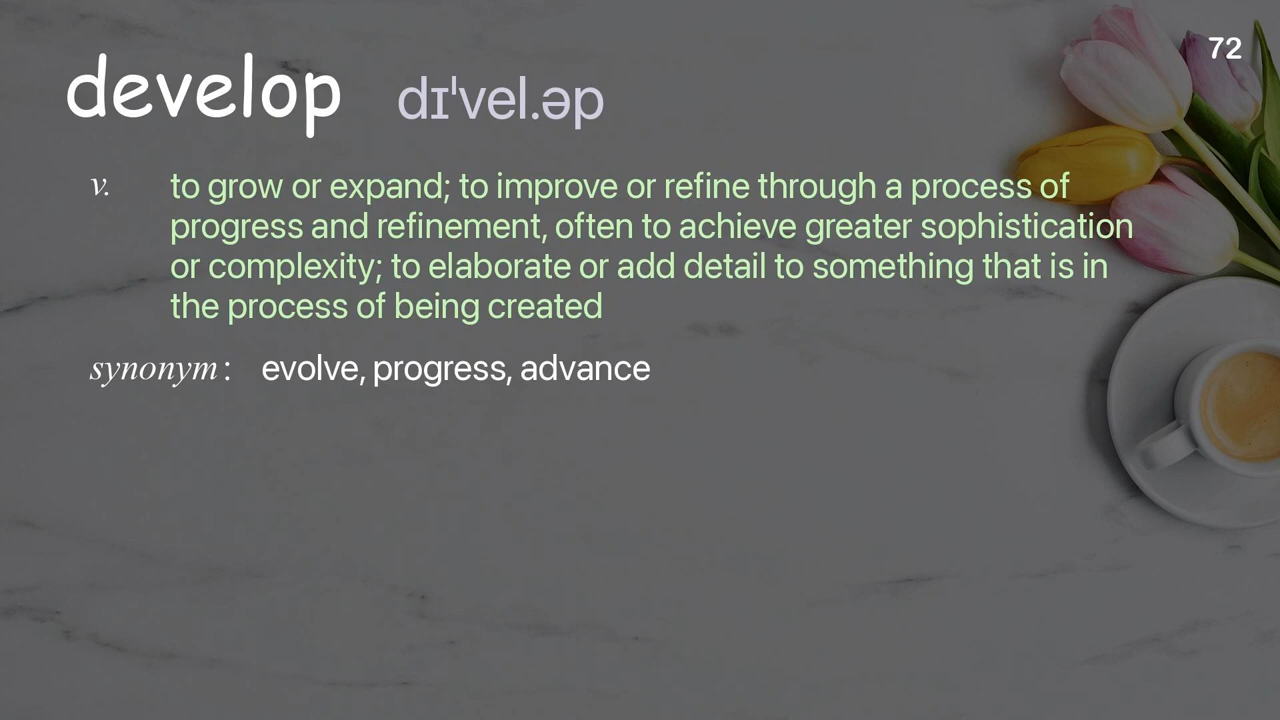 72
develop dɪˈvel.əp
v. to grow or expand; to improve or refine through a process of
progress and refinement, often to achieve greater sophistication
or complexity; to elaborate or add detail to something that is in
the process of being created
synonym : evolve, progress, advance